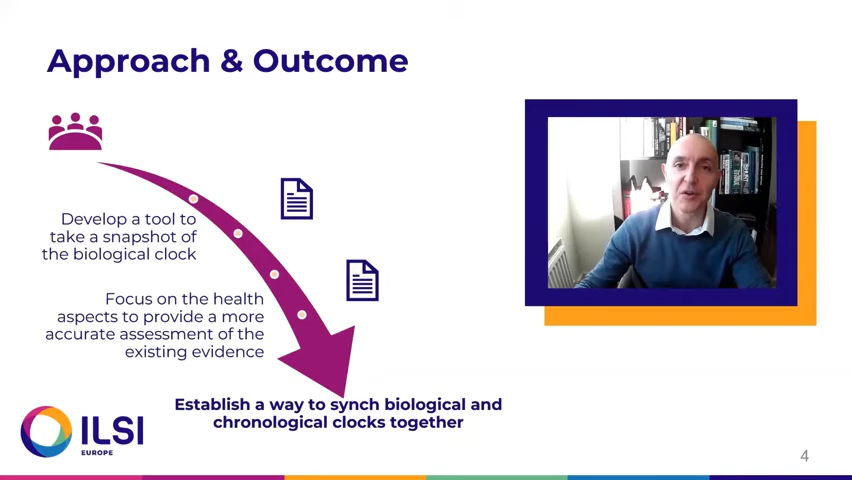 Approach & Outcome
Develop a tool to
take a snapshot of
the biological clock
Focus on the health
aspects to provide a more
accurate assessment of the
existing evidence
Establish a way to synch biological and
chronological clocks together
ILSI
EUROPE
4